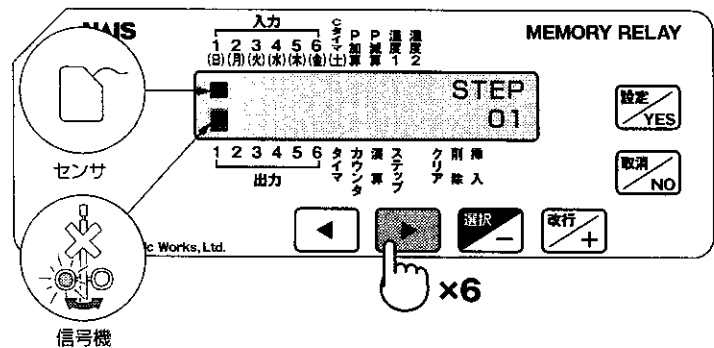 NAIS
MEMORY RELAY
入力
1 2 3 4 5 6
(日)(月)(火)(水)(木)(金)(土)
Cタイマ
P加算
P減算
温度1
温度2
STEP
01
1 2 3 4 5 6
出力
タイマ
カウンタ
演算
ステップ
クリア
削除
挿入
設定
YES
取消
NO
選択
−
改行
+
c Works, Ltd.
×6
センサ
信号機